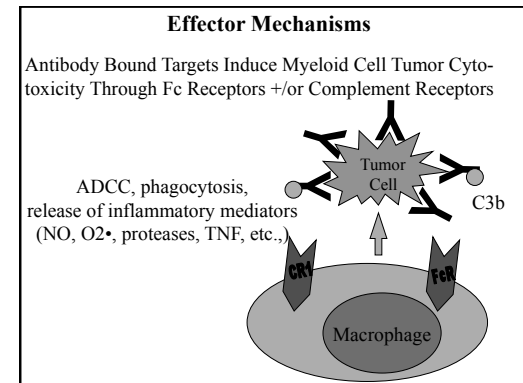 Effector Mechanisms
Antibody Bound Targets Induce Myeloid Cell Tumor Cyto-
toxicity Through Fc Receptors +/or Complement Receptors
Tumor
Cell
C3b
ADCC, phagocytosis,
release of inflammatory mediators
(NO, O2•, proteases, TNF, etc.,)
CR1
FcR
Macrophage